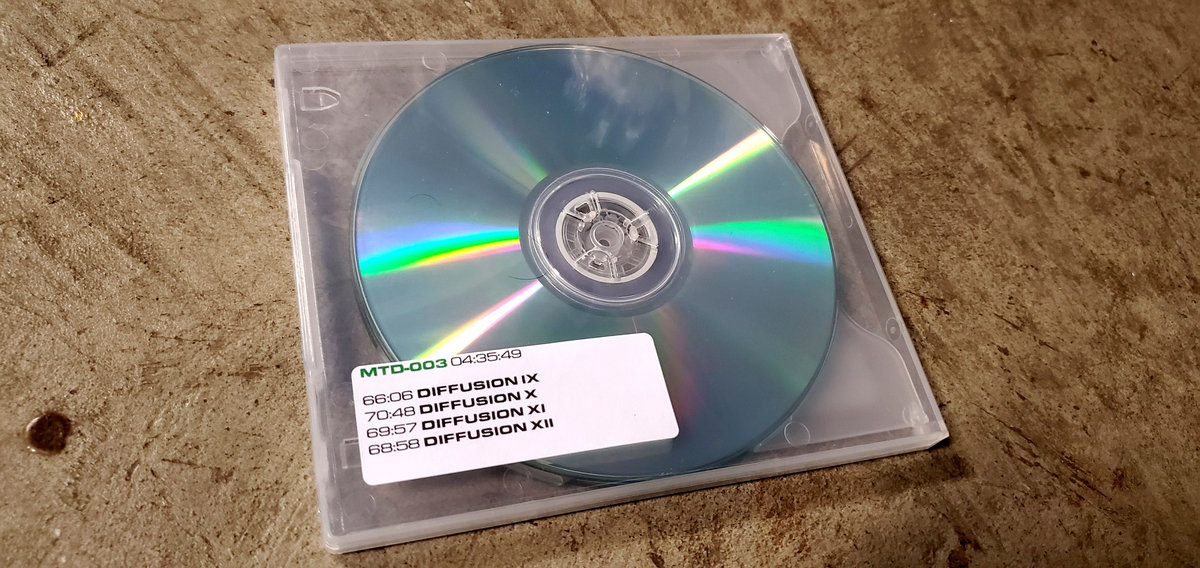 MTD-003 04:35:49
66:06 DIFFUSION IX
70:48 DIFFUSION X
69:57 DIFFUSION XI
68:58 DIFFUSION XII